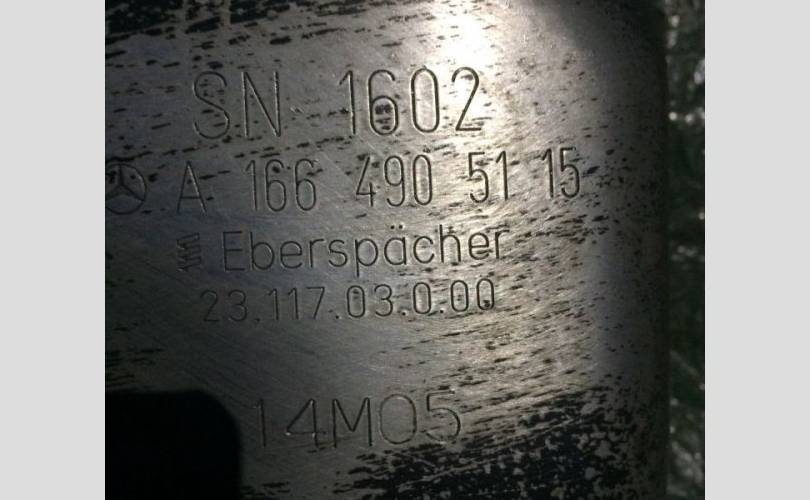 SN 1602
A 166 490 51 15
Eberspächer
23.117.03.0.00
14M05